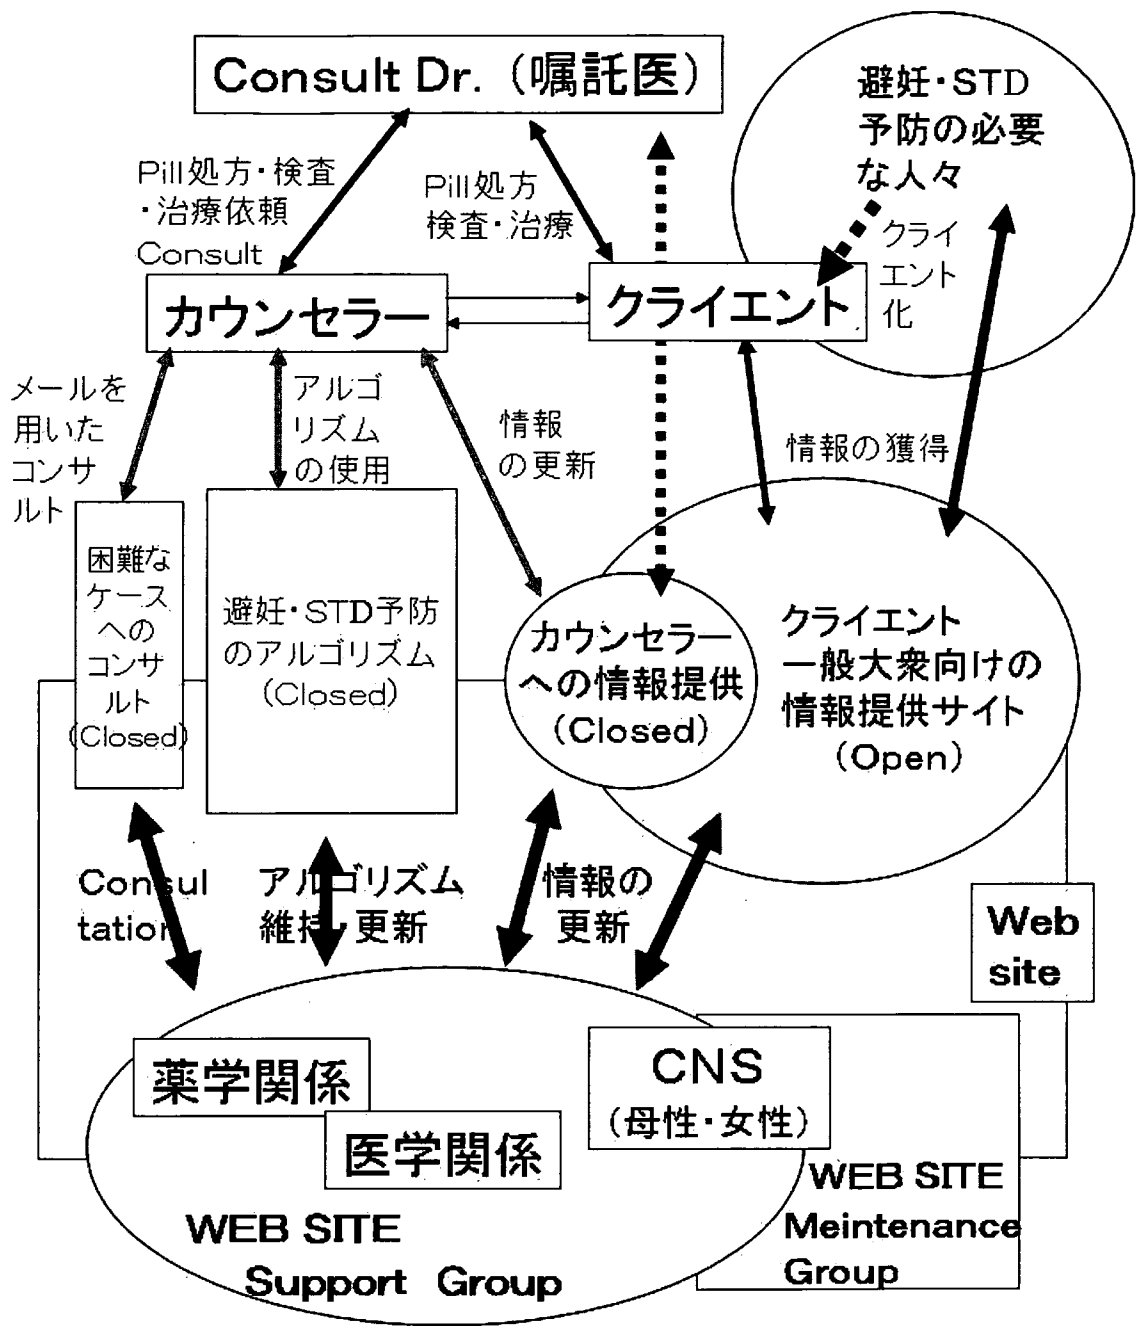 Consult Dr.（嘱託医）
避妊・STD
予防の必要
な人々
クライ
エント
化
Pill処方・検査
・治療依頼
Consult
Pill処方
検査・治療
カウンセラー
クライエント
メールを
用いた
コンサ
ルト
アルゴ
リズム
の使用
情報
の更新
情報の獲得
困難な
ケース
への
コンサ
ルト
(Closed)
避妊・STD予防
のアルゴリズム
(Closed)
カウンセラー
への情報提供
(Closed)
クライエント
一般大衆向けの
情報提供サイト
(Open)
Consul
tation
アルゴリズム
維持・更新
情報の
更新
Web
site
薬学関係
医学関係
CNS
（母性・女性）
WEB SITE
Support Group
WEB SITE
Meintenance
Group